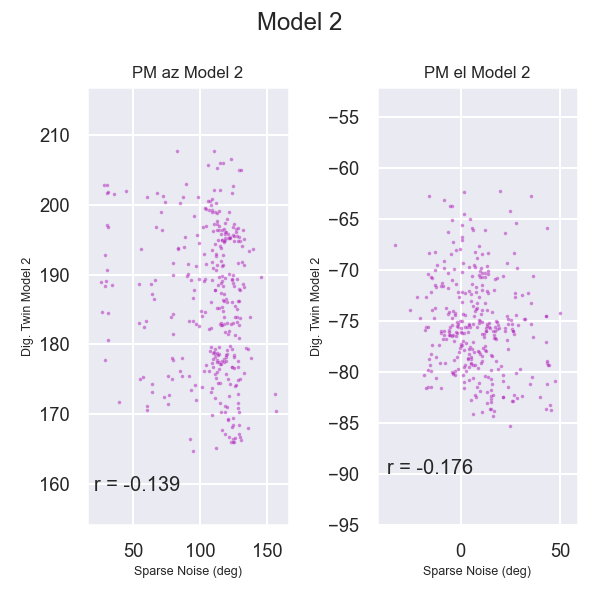 Model 2
PM az Model 2
210
200
190
180
170
160
Dig. Twin Model 2
r = -0.139
50 100 150
Sparse Noise (deg)
PM el Model 2
−55
−60
−65
−70
−75
−80
−85
−90
−95
Dig. Twin Model 2
r = -0.176
0 50
Sparse Noise (deg)